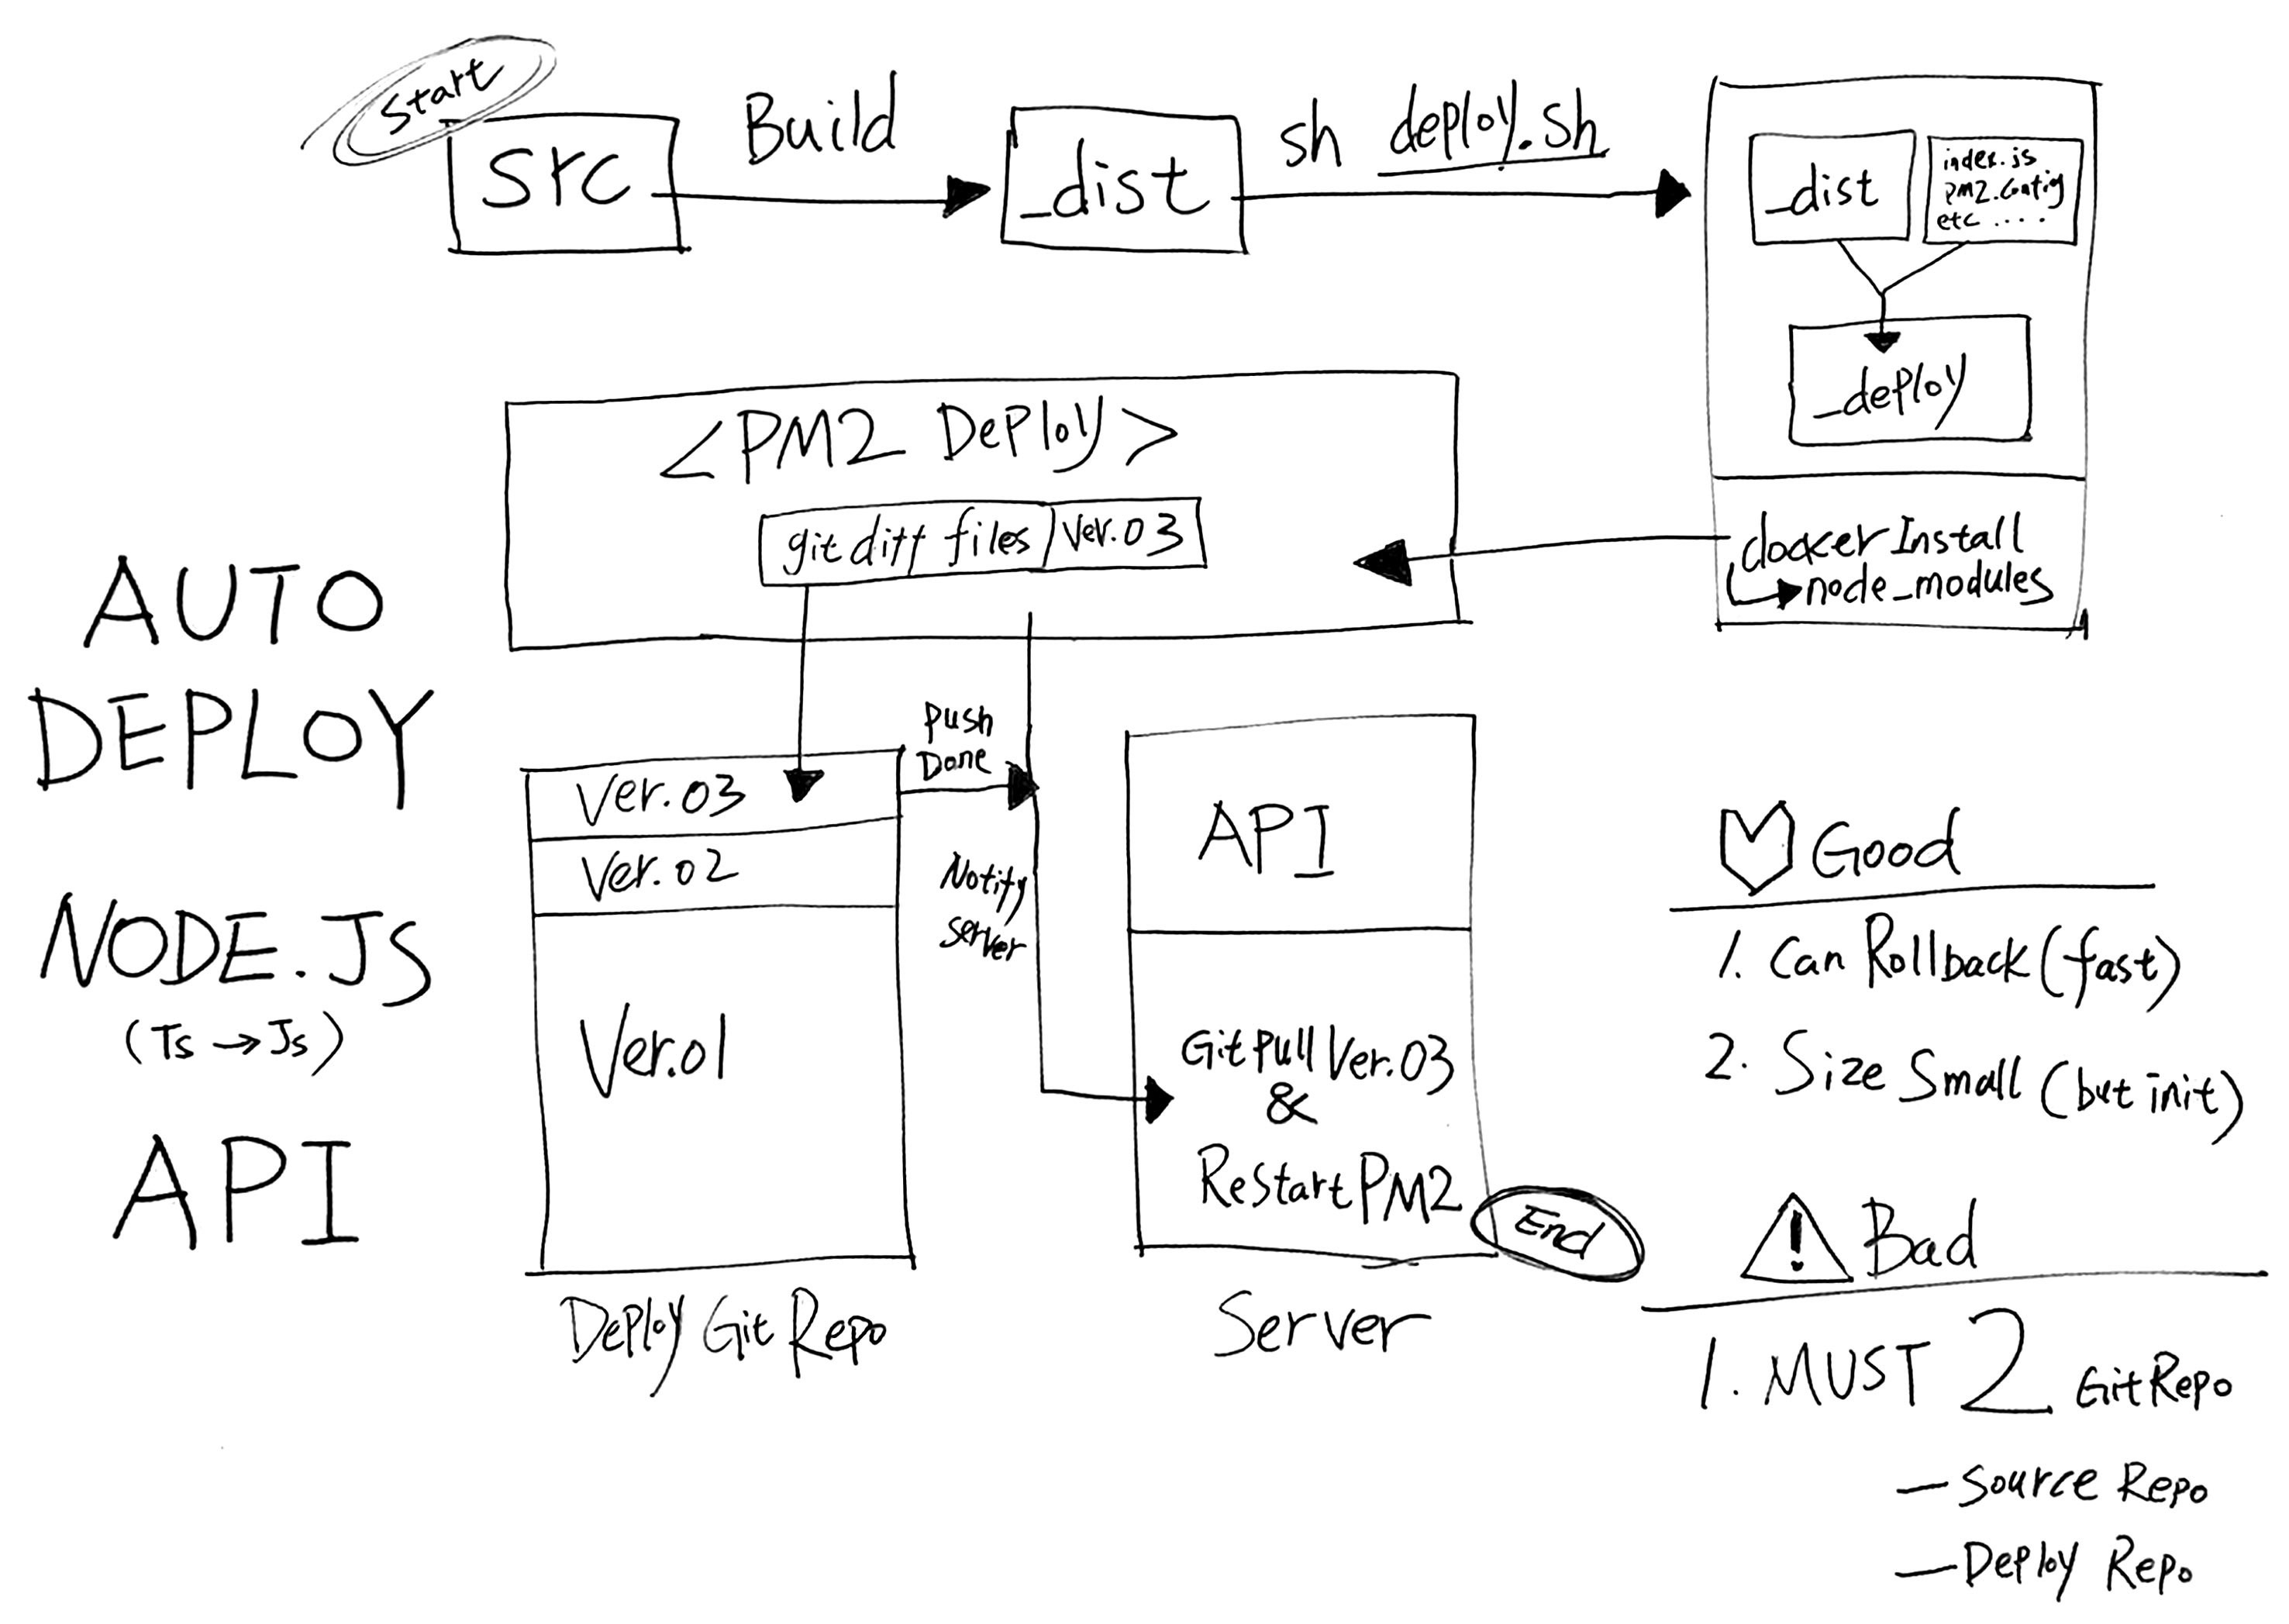 Start
src
Build
_dist
sh deploy.sh
_dist
index.js
pm2.config
etc ....
_deploy
docker Install
node_modules
<PM2 DePloy>
git diff files
Ver.03
AUTO
DEPLOY
NODE.JS
(Ts → Js)
API
Ver.03
Ver.02
Ver.01
Deploy Git Repo
Push
Done
Notify
server
API
Git Pull Ver.03
&
Restart PM2
End
Server
Good
1. Can Rollback (fast)
2. Size Small (but init)
! Bad
1. MUST 2 Git Repo
— Source Repo
— Deploy Repo